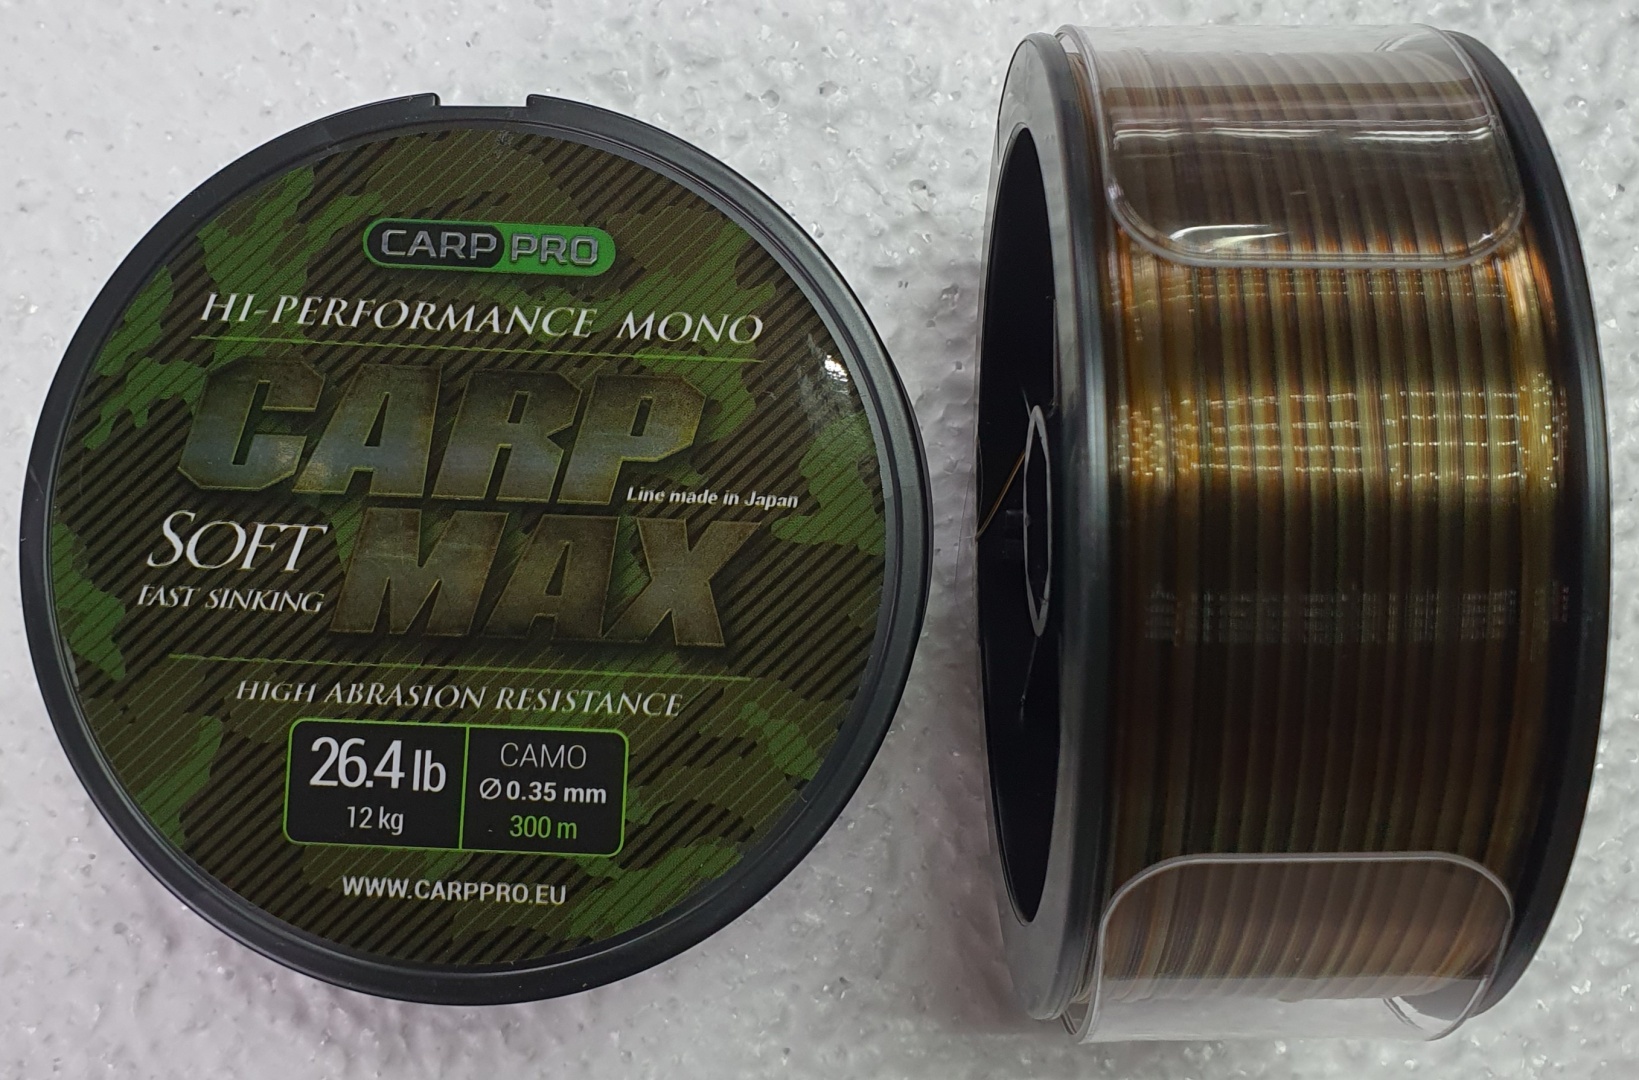 CARP PRO
HI-PERFORMANCE MONO
CARP
Line made in Japan
SOFT MAX
FAST SINKING
HIGH ABRASION RESISTANCE
26.4 lb
12 kg
CAMO
Ø 0.35 mm
300 m
WWW.CARPPRO.EU